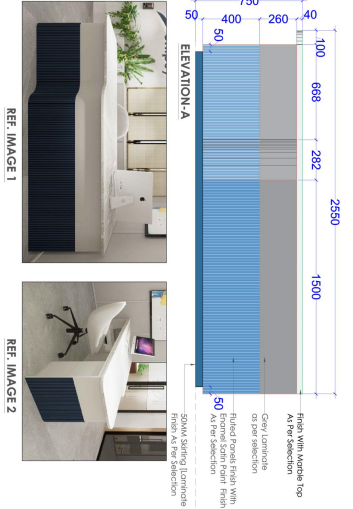 2550
100
668
282
1500
40
260
400
50
750
50
50
Finish With Marble Top
As Per Selection
Grey Laminate
as per selection
Fluted Panels Finish With
Enamel Satin Paint Finish
As Per Selection
50MM Skirting [Laminate
Finish As Per Selection
ELEVATION-A
REF. IMAGE 1
REF. IMAGE 2